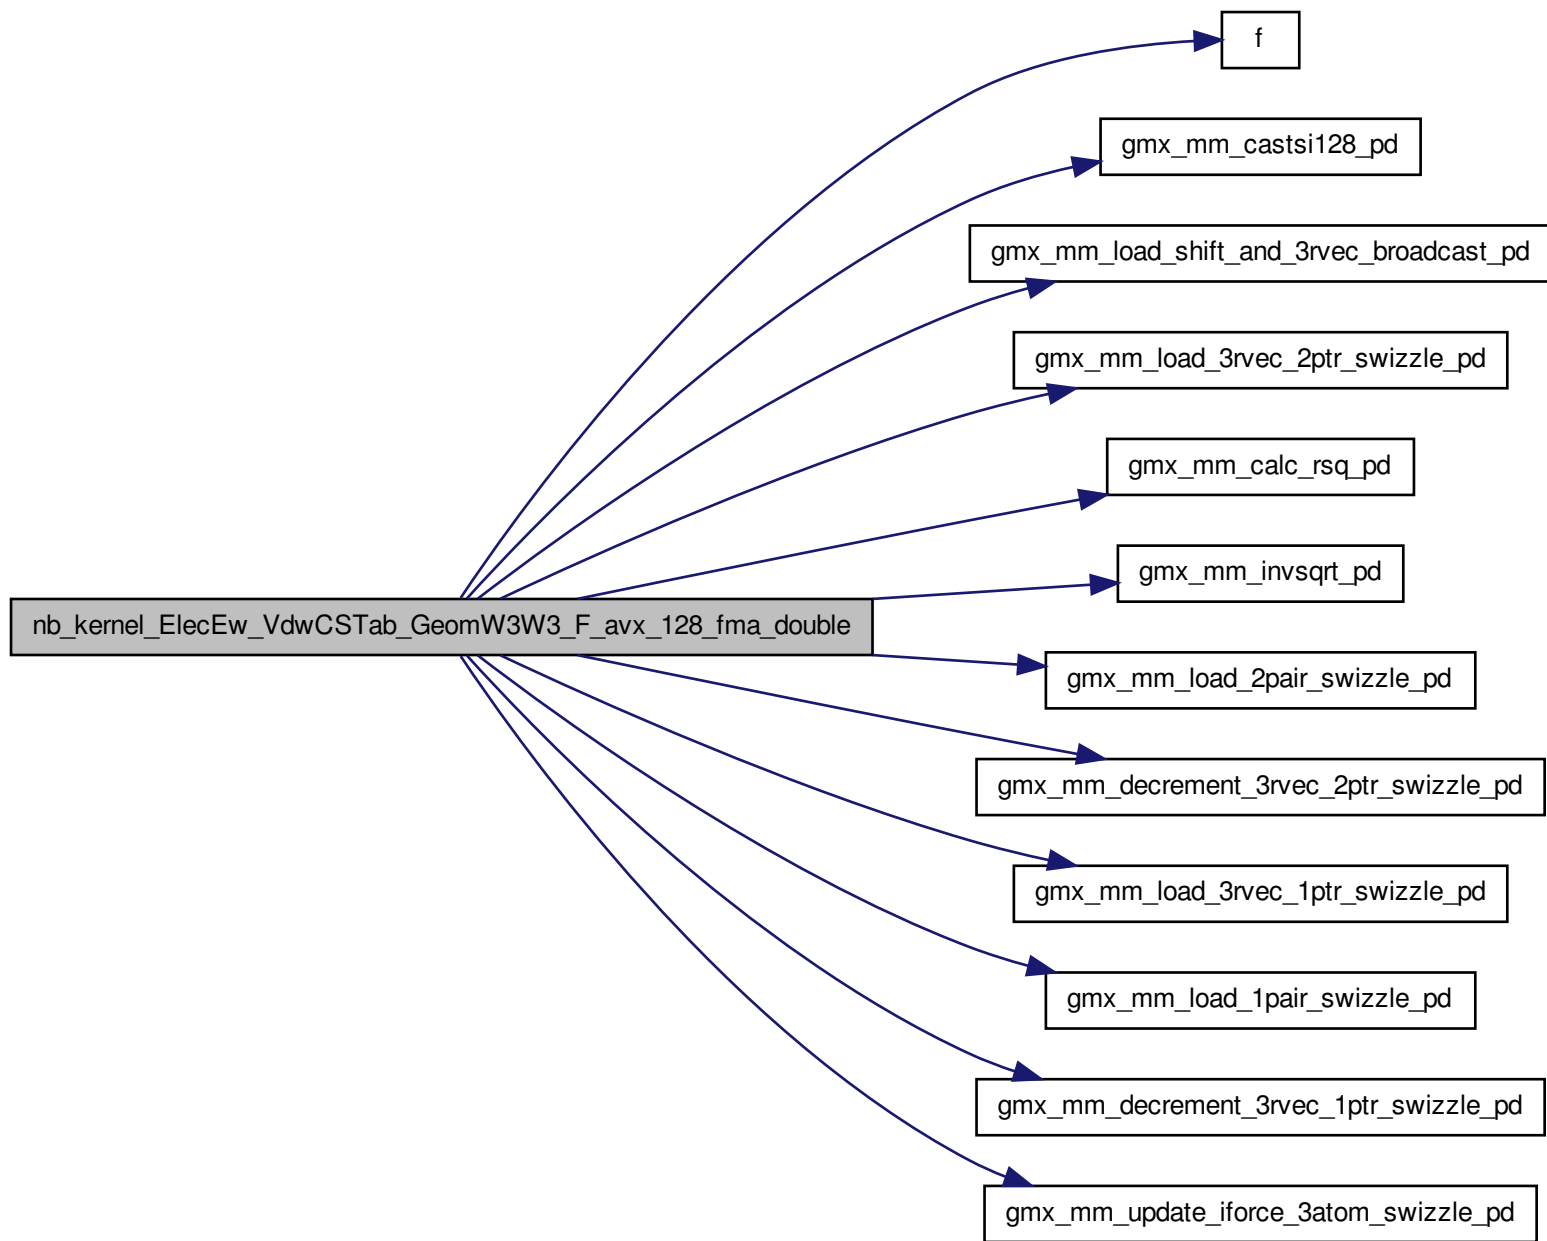 f
gmx_mm_castsi128_pd
gmx_mm_load_shift_and_3rvec_broadcast_pd
gmx_mm_load_3rvec_2ptr_swizzle_pd
gmx_mm_calc_rsq_pd
gmx_mm_invsqrt_pd
nb_kernel_ElecEw_VdwCSTab_GeomW3W3_F_avx_128_fma_double
gmx_mm_load_2pair_swizzle_pd
gmx_mm_decrement_3rvec_2ptr_swizzle_pd
gmx_mm_load_3rvec_1ptr_swizzle_pd
gmx_mm_load_1pair_swizzle_pd
gmx_mm_decrement_3rvec_1ptr_swizzle_pd
gmx_mm_update_iforce_3atom_swizzle_pd